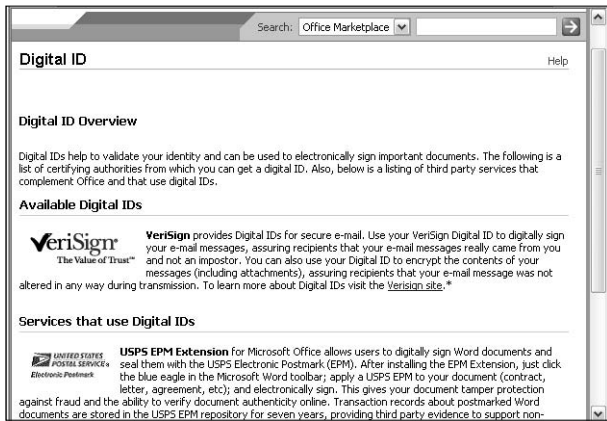 Search: Office Marketplace
Digital ID
Help
Digital ID Overview
Digital IDs help to validate your identity and can be used to electronically sign important documents. The following is a
list of certifying authorities from which you can get a digital ID. Also, below is a listing of third party services that
complement Office and that use digital IDs.
Available Digital IDs
VeriSign
The Value of Trust™
VeriSign provides Digital IDs for secure e-mail. Use your VeriSign Digital ID to digitally sign
your e-mail messages, assuring recipients that your e-mail messages really came from you
and not an impostor. You can also use your Digital ID to encrypt the contents of your
messages (including attachments), assuring recipients that your e-mail message was not
altered in any way during transmission. To learn more about Digital IDs visit the Verisign site.*
Services that use Digital IDs
UNITED STATES
POSTAL SERVICE®
Electronic Postmark
USPS EPM Extension for Microsoft Office allows users to digitally sign Word documents and
seal them with the USPS Electronic Postmark (EPM). After installing the EPM Extension, just click
the blue eagle in the Microsoft Word toolbar; apply a USPS EPM to your document (contract,
letter, agreement, etc); and electronically sign. This gives your document tamper protection
against fraud and the ability to verify document authenticity online. Transaction records about postmarked Word
documents are stored in the USPS EPM repository for seven years, providing third party evidence to support non-